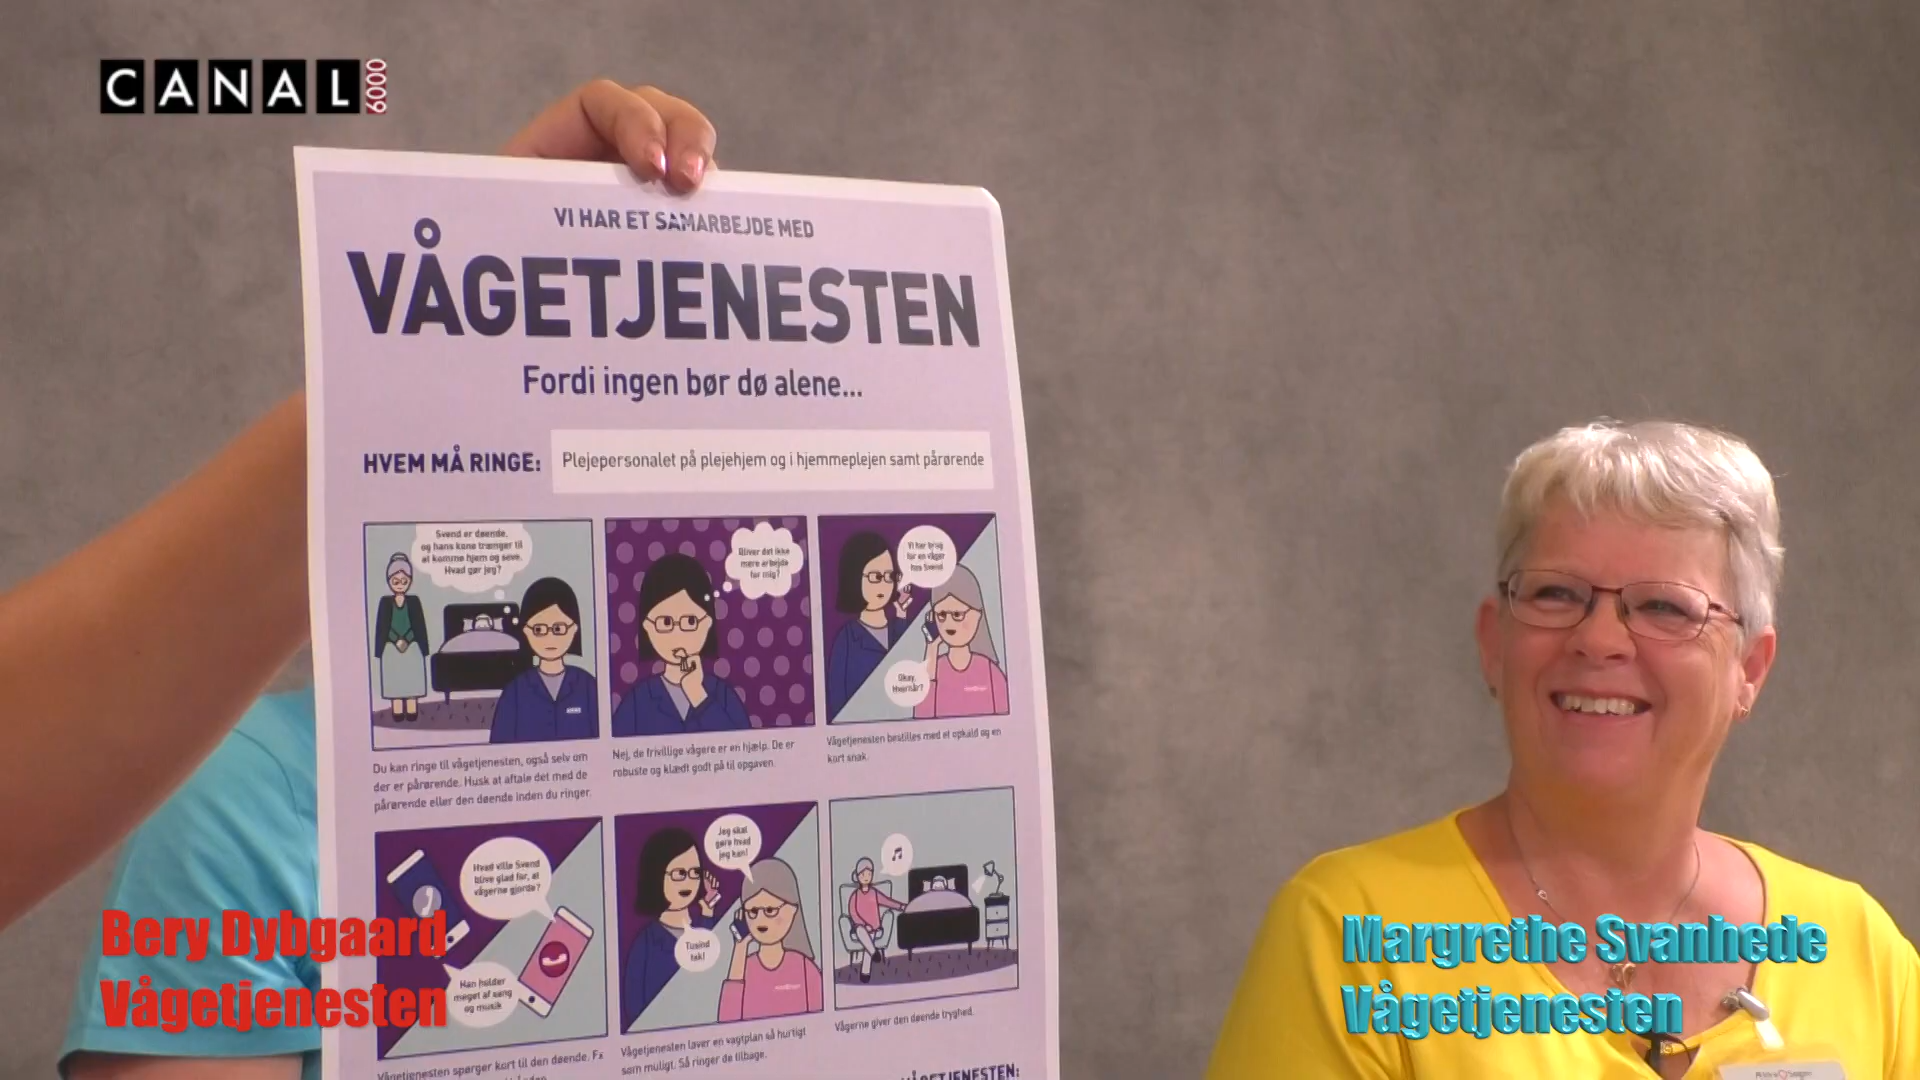 CANAL 6000
VI HAR ET SAMARBEJDE MED
VÅGETJENESTEN
Fordi ingen bør dø alene...
HVEM MÅ RINGE:
Plejepersonalet på plejehjem og i hjemmeplejen samt pårørende
Svend er døende,
og hans kone trænger til
at komme hjem og sove.
Hvad gør jeg?
Bliver det ikke
mere arbejde
for mig?
Vi har brug
for en våger
hos Svend
Okay.
Hvornår?
Du kan ringe til vågetjenesten, også selv om
der er pårørende. Husk at aftale det med de
pårørende eller den døende inden du ringer.
Nej, de frivillige vågere er en hjælp. De er
robuste og klædt godt på til opgaven.
Vågetjenesten bestilles med et opkald og en
kort snak.
Hvad ville Svend
blive glad for, at
vågerne gjorde?
Han holder
meget af sang
og musik
Jeg skal
gøre hvad
jeg kan!
Tusind
tak!
Vågetjenesten spørger kort til den døende. Fx
Vågetjenesten laver en vagtplan så hurtigt
som muligt. Så ringer de tilbage.
Vågerne giver den døende tryghed.
VÅGETJENESTEN:
Bery Dybgaard
Vågetjenesten
Margrethe Svanhede
Vågetjenesten